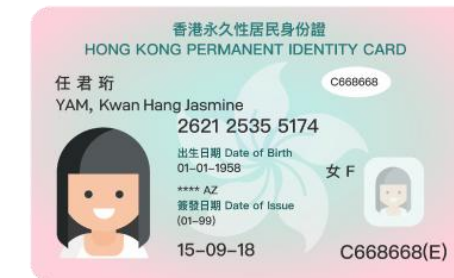 香港永久性居民身份證
HONG KONG PERMANENT IDENTITY CARD
任君珩
C668668
YAM, Kwan Hang Jasmine
2621 2535 5174
出生日期 Date of Birth
01-01-1958
女 F
**** AZ
簽發日期 Date of Issue
(01-99)
15-09-18
C668668(E)